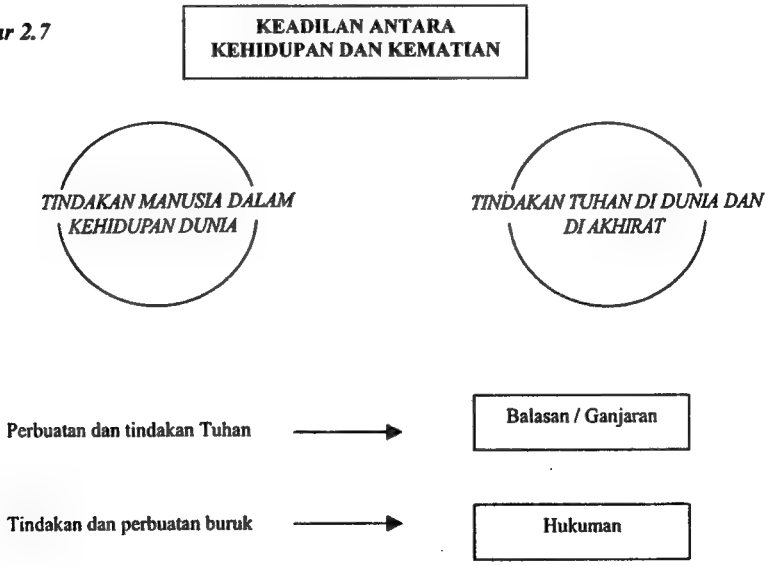 2.7
KEADILAN ANTARA
KEHIDUPAN DAN KEMATIAN
TINDAKAN MANUSIA DALAM
KEHIDUPAN DUNIA
TINDAKAN TUHAN DI DUNIA DAN
DI AKHIRAT
Perbuatan dan tindakan Tuhan
Balasan / Ganjaran
Tindakan dan perbuatan buruk
Hukuman